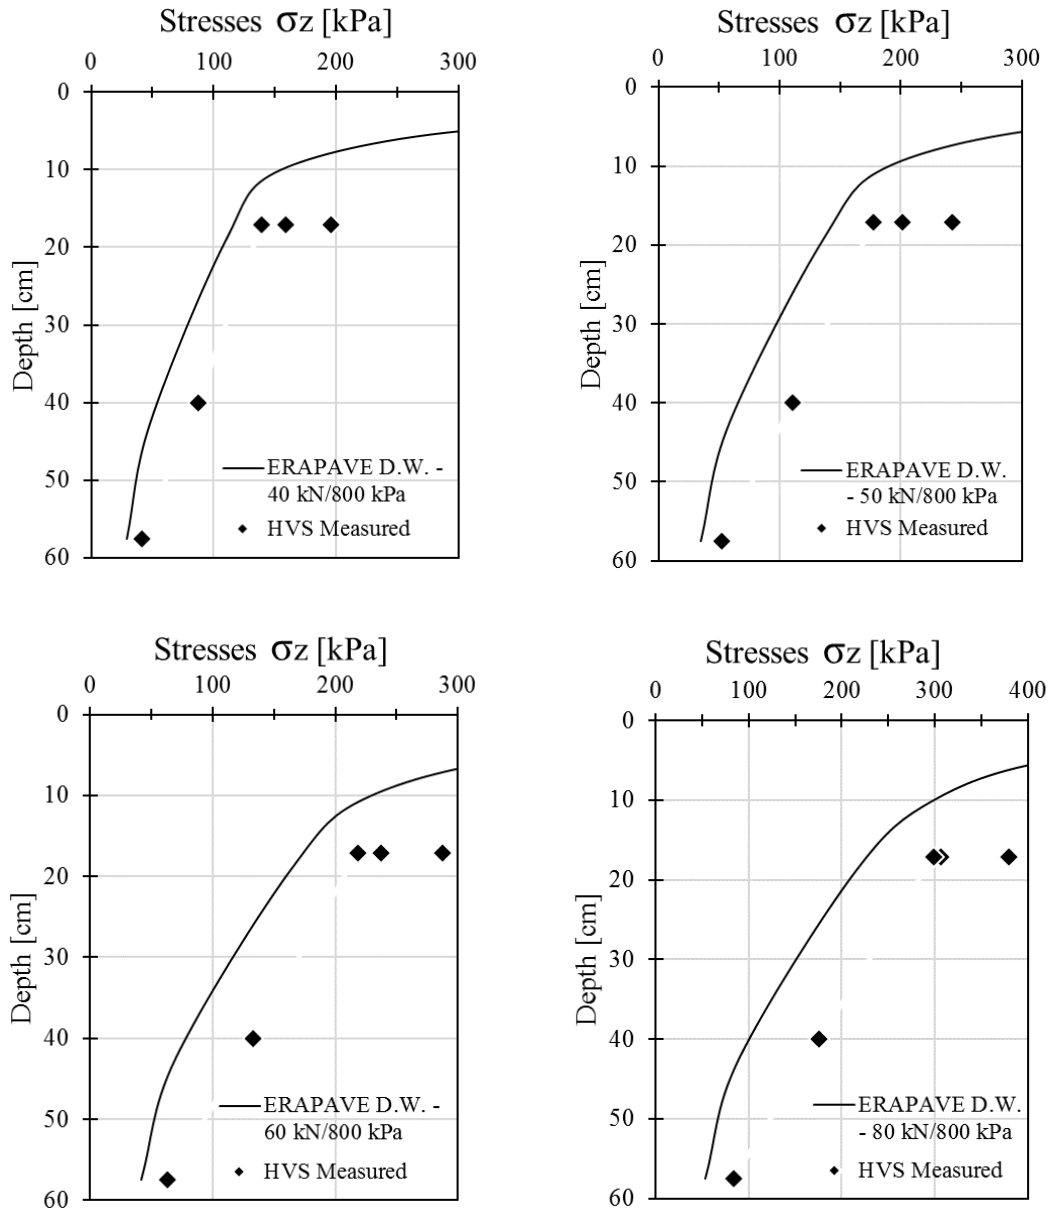 Stresses σz [kPa]
0 100 200 300
0
10
20
30
40
50
60
Depth [cm]
ERAPAVE D.W. -
40 kN/800 kPa
HVS Measured
Stresses σz [kPa]
0 100 200 300
0
10
20
30
40
50
60
Depth [cm]
ERAPAVE D.W.
- 50 kN/800 kPa
HVS Measured
Stresses σz [kPa]
0 100 200 300
0
10
20
30
40
50
60
Depth [cm]
ERAPAVE D.W. -
60 kN/800 kPa
HVS Measured
Stresses σz [kPa]
0 100 200 300 400
0
10
20
30
40
50
60
Depth [cm]
ERAPAVE D.W.
- 80 kN/800 kPa
HVS Measured